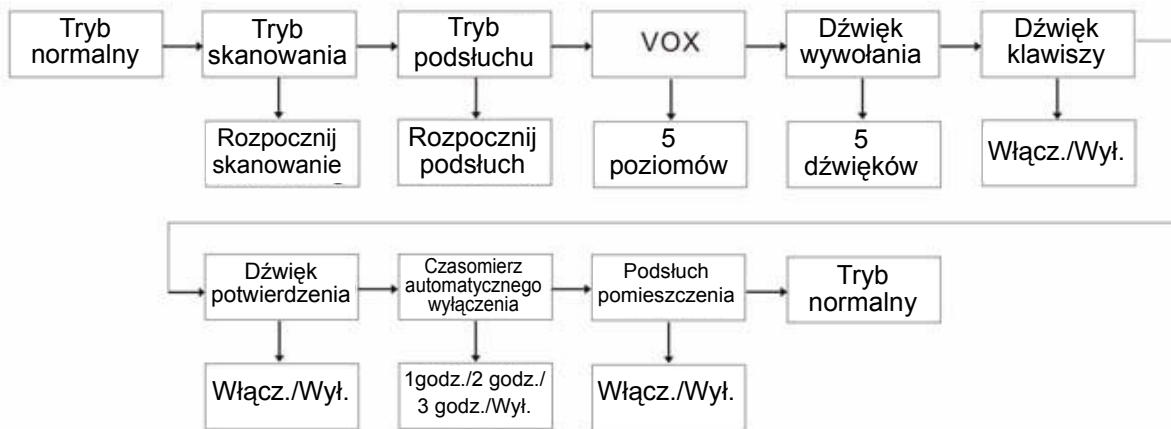 Tryb
normalny
Tryb
skanowania
Tryb
podsłuchu
VOX
Dźwięk
wywołania
Dźwięk
klawiszy
Rozpocznij
skanowanie
Rozpocznij
podsłuch
5
poziomów
5
dźwięków
Włącz./Wył.
Dźwięk
potwierdzenia
Czasomierz
automatycznego
wyłączenia
Podsłuch
pomieszczenia
Tryb
normalny
Włącz./Wył.
1godz./2 godz./
3 godz./Wył.
Włącz./Wył.